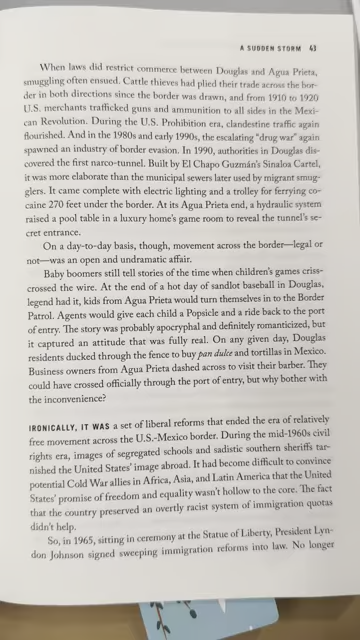 A SUDDEN STORM 43
When laws did restrict commerce between Douglas and Agua Prieta,
smuggling often ensued. Cattle thieves had plied their trade across the bor-
der in both directions since the border was drawn, and from 1910 to 1920
U.S. merchants trafficked guns and ammunition to all sides in the Mexi-
can Revolution. During the U.S. Prohibition era, clandestine traffic again
flourished. And in the 1980s and early 1990s, the escalating "drug war" again
spawned an industry of border evasion. In 1990, authorities in Douglas dis-
covered the first narco-tunnel. Built by El Chapo Guzmán's Sinaloa Cartel,
it was more elaborate than the municipal sewers later used by migrant smug-
glers. It came complete with electric lighting and a trolley for ferrying co-
caine 270 feet under the border. At its Agua Prieta end, a hydraulic system
raised a pool table in a luxury home's game room to reveal the tunnel's se-
cret entrance.
On a day-to-day basis, though, movement across the border—legal or
not—was an open and undramatic affair.
Baby boomers still tell stories of the time when children's games criss-
crossed the wire. At the end of a hot day of sandlot baseball in Douglas,
legend had it, kids from Agua Prieta would turn themselves in to the Border
Patrol. Agents would give each child a Popsicle and a ride back to the port
of entry. The story was probably apocryphal and definitely romanticized, but
it captured an attitude that was fully real. On any given day, Douglas
residents ducked through the fence to buy pan dulce and tortillas in Mexico.
Business owners from Agua Prieta dashed across to visit their barber. They
could have crossed officially through the port of entry, but why bother with
the inconvenience?
IRONICALLY, IT WAS a set of liberal reforms that ended the era of relatively
free movement across the U.S.-Mexico border. During the mid-1960s civil
rights era, images of segregated schools and sadistic southern sheriffs tar-
nished the United States' image abroad. It had become difficult to convince
potential Cold War allies in Africa, Asia, and Latin America that the United
States' promise of freedom and equality wasn't hollow to the core. The fact
that the country preserved an overtly racist system of immigration quotas
didn't help.
So, in 1965, sitting in ceremony at the Statue of Liberty, President Lyn-
don Johnson signed sweeping immigration reforms into law. No longer